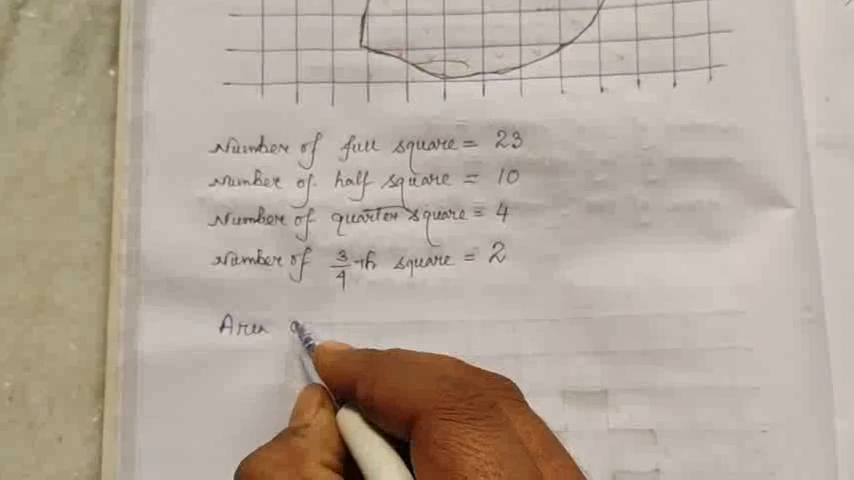 Number of full square = 23
Number of half square = 10
Number of quarter square = 4
Number of 3/4 th square = 2
Area